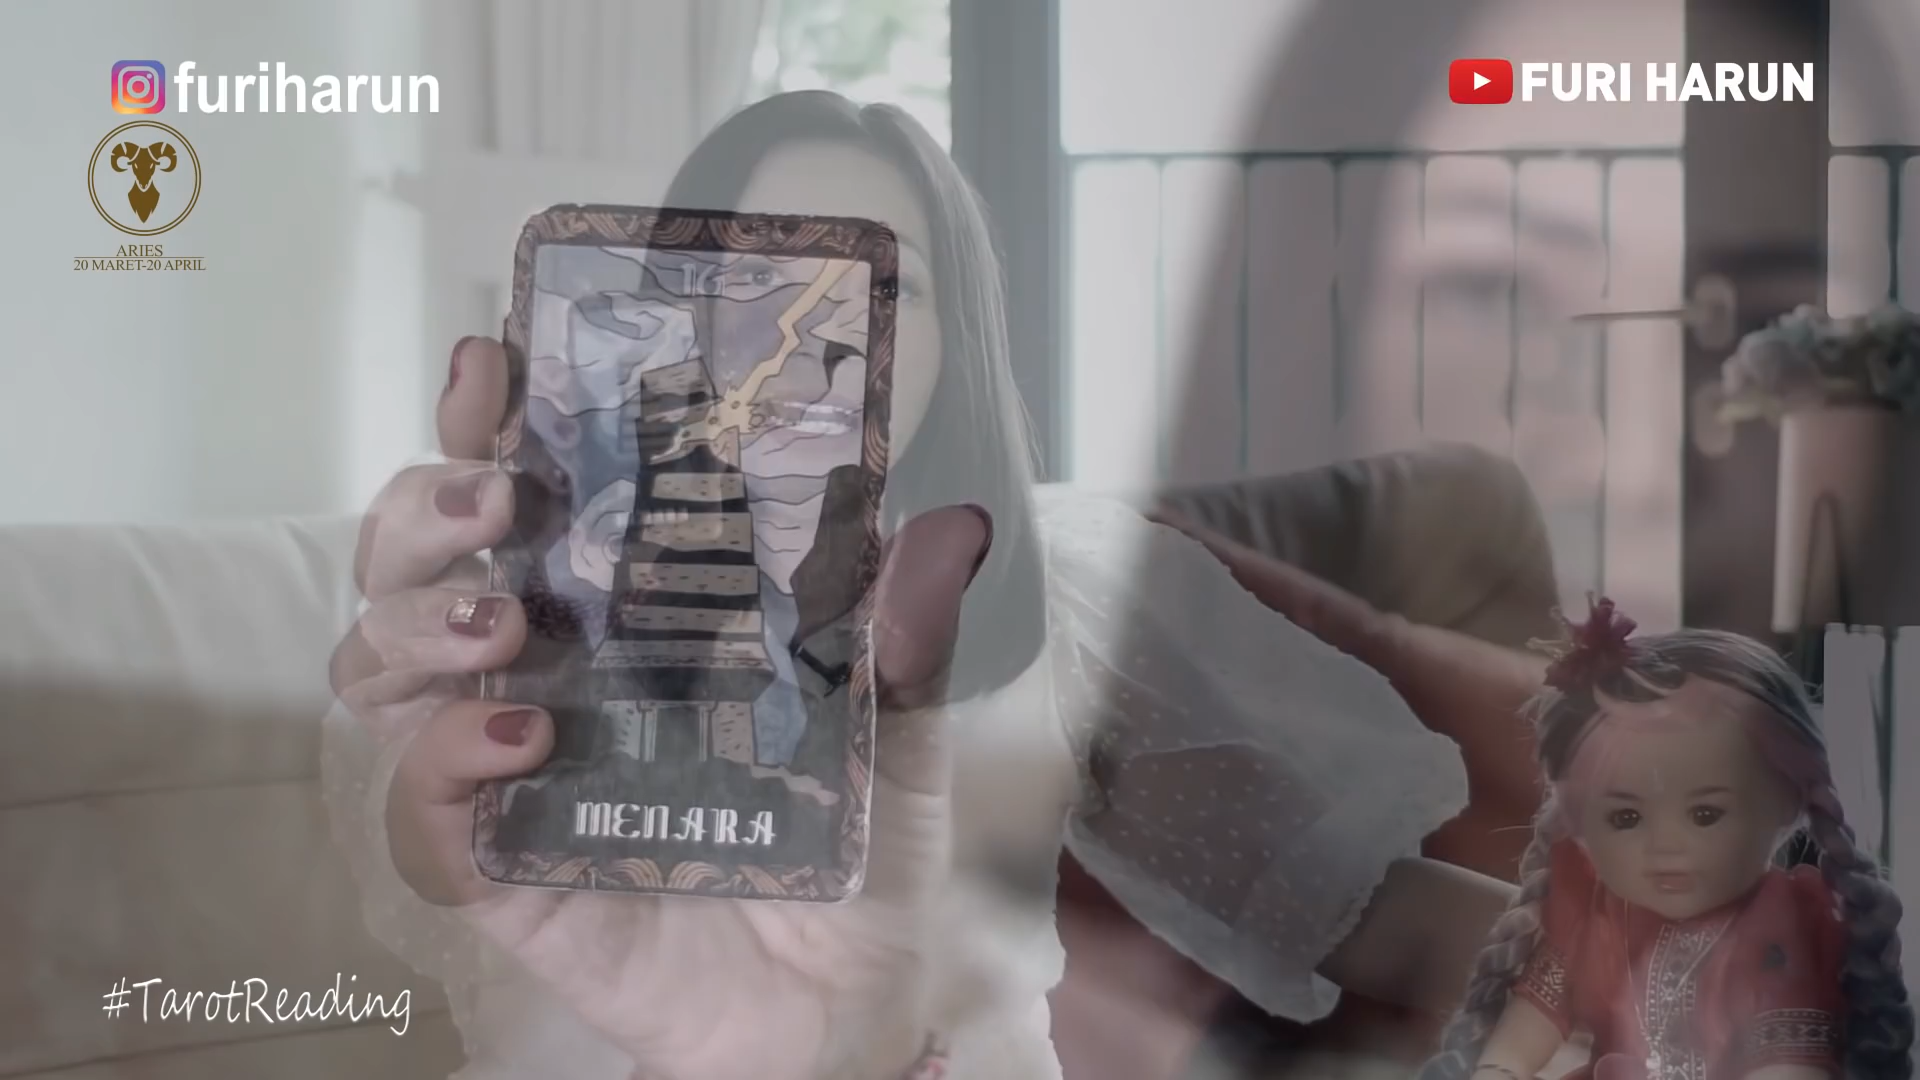 furiharun
FURI HARUN
ARIES
20 MARET-20 APRIL
16
MENARA
#TarotReading